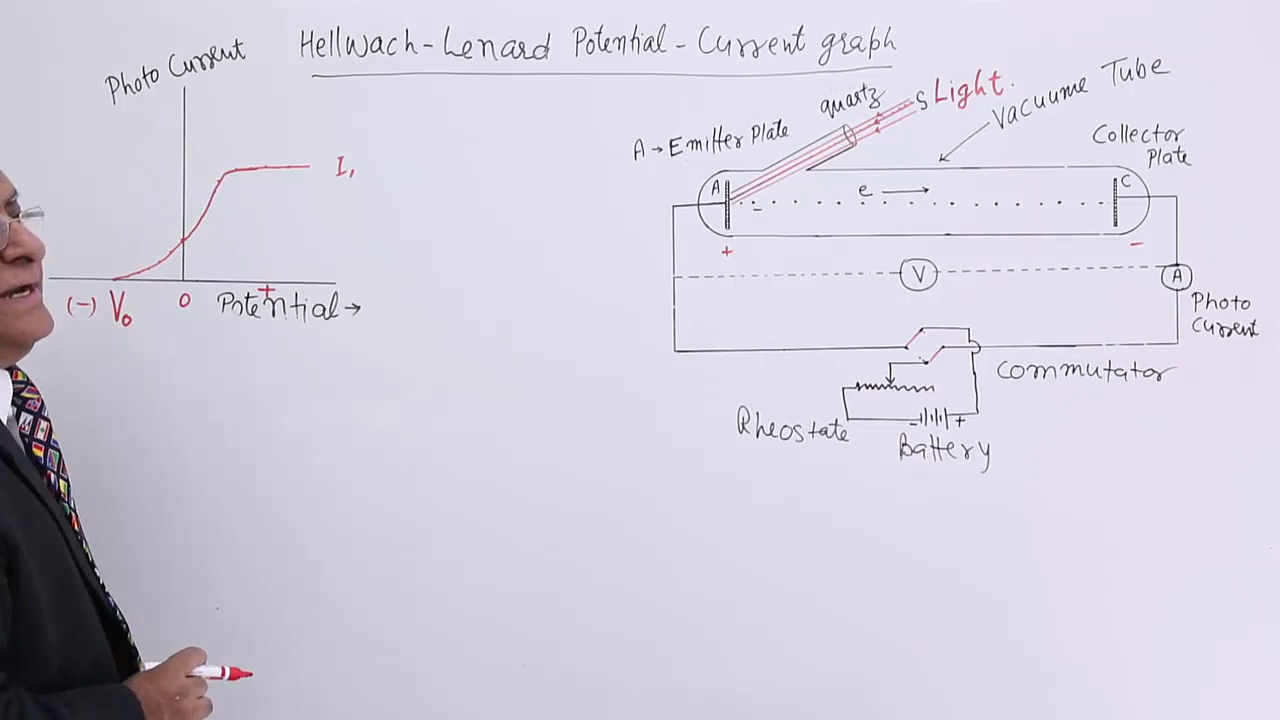 Hellwach-Lenard Potential-Current graph
Photo Current
I₁
(-) V₀
0
+
Potential →
A → Emitter Plate
quartz
S Light.
Vacuume Tube
Collector
Plate
A
e →
C
-
+
-
V
A
Photo
Current
Commutator
Rheostate
- +
Battery